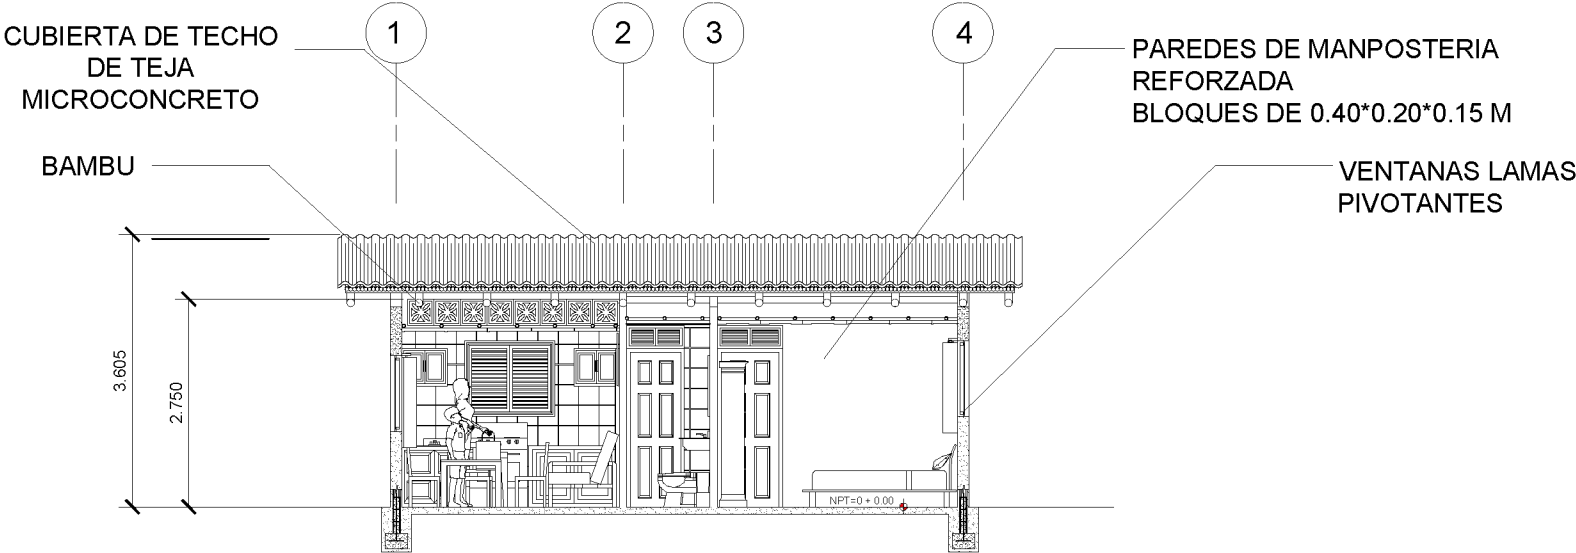 CUBIERTA DE TECHO
DE TEJA
MICROCONCRETO
1
2
3
4
PAREDES DE MANPOSTERIA
REFORZADA
BLOQUES DE 0.40*0.20*0.15 M
BAMBU
VENTANAS LAMAS
PIVOTANTES
3.605
2.750
NPT=0 + 0.00